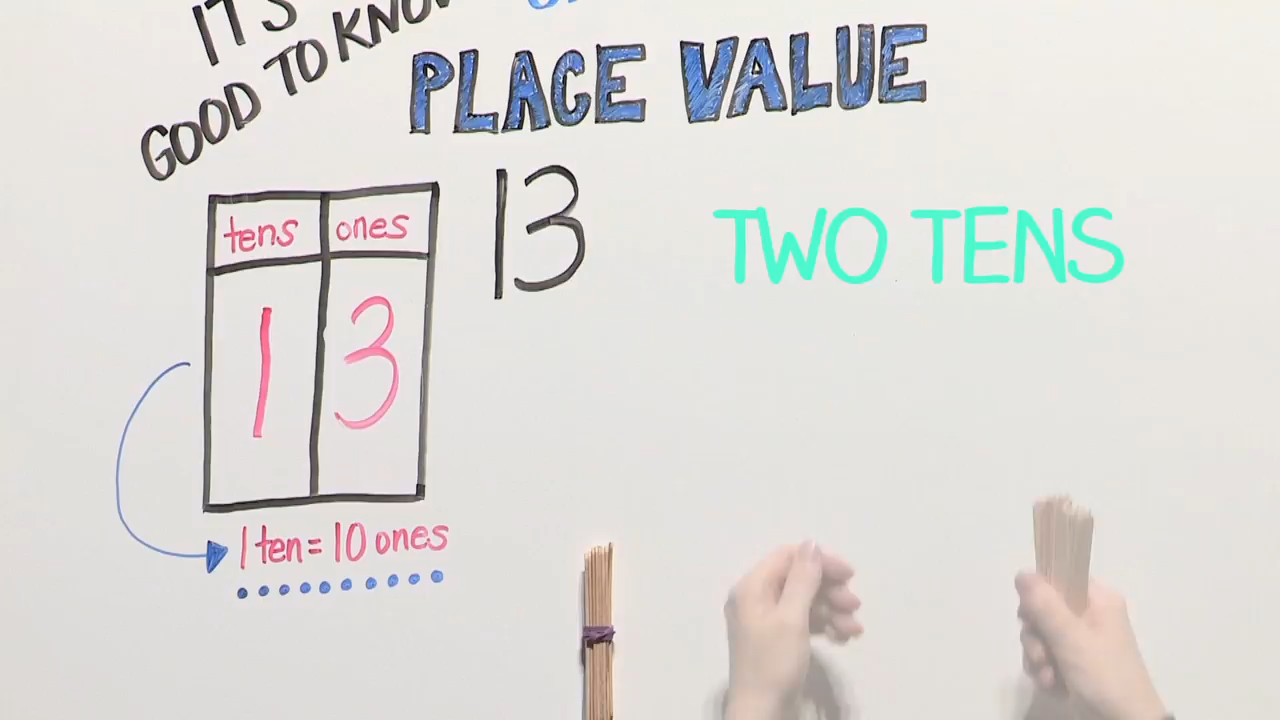 IT'S
GOOD TO KNOW
PLACE VALUE
tens ones
1 3
13
TWO TENS
1 ten = 10 ones